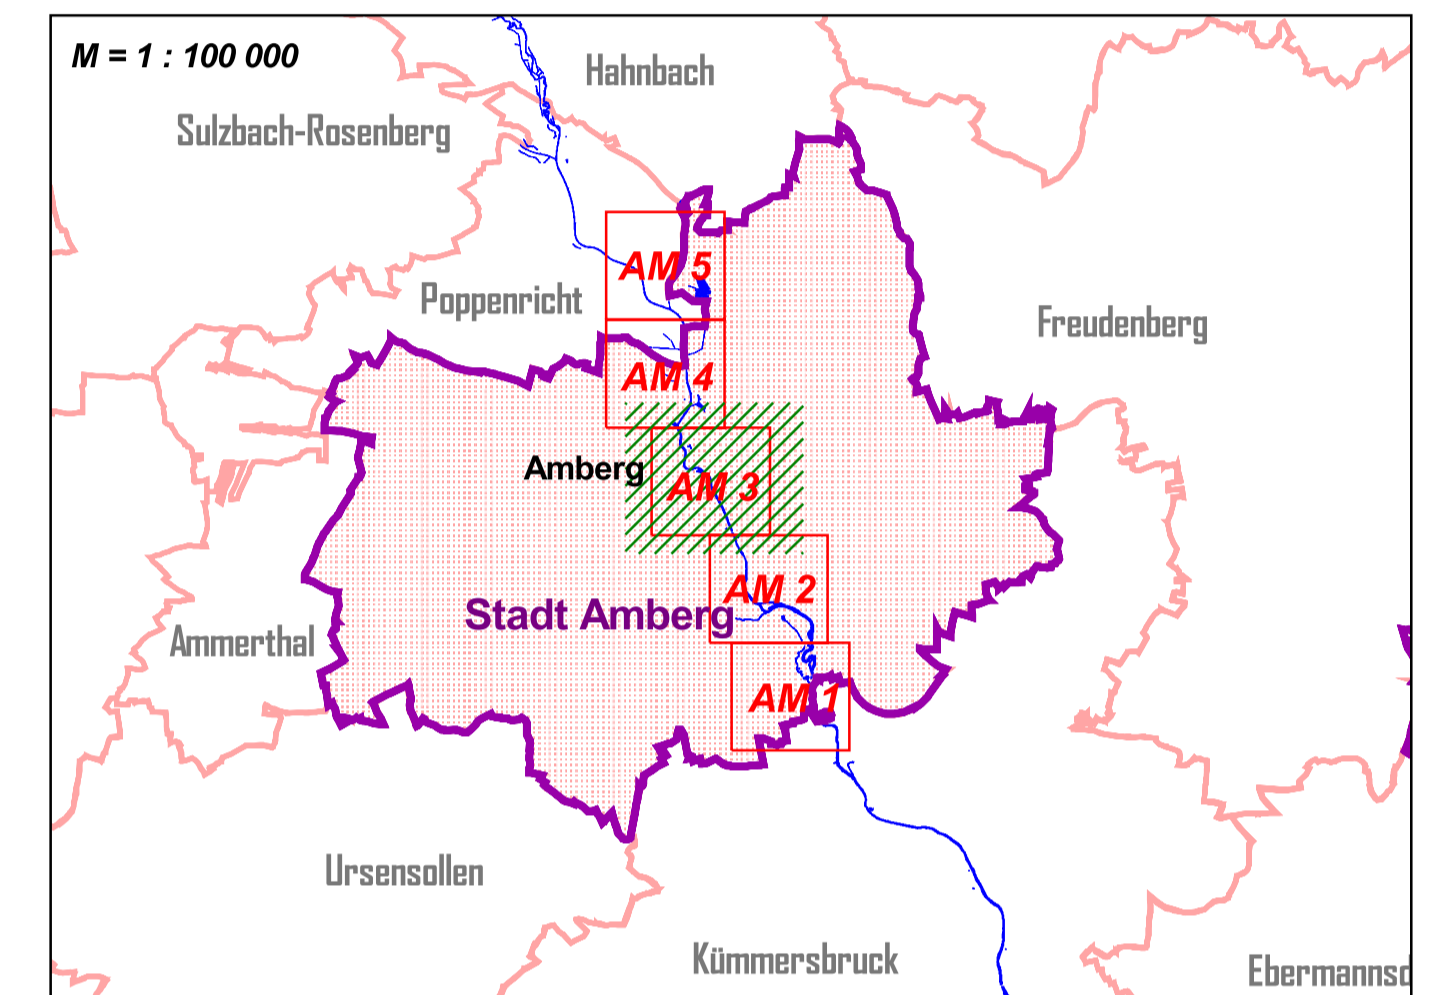 M = 1 : 100 000
Hahnbach
Sulzbach-Rosenberg
AM 5
Poppenricht
Freudenberg
AM 4
Amberg
AM 3
AM 2
Stadt Amberg
Ammerthal
AM 1
Ursensollen
Kümmersbruck
Ebermannsd